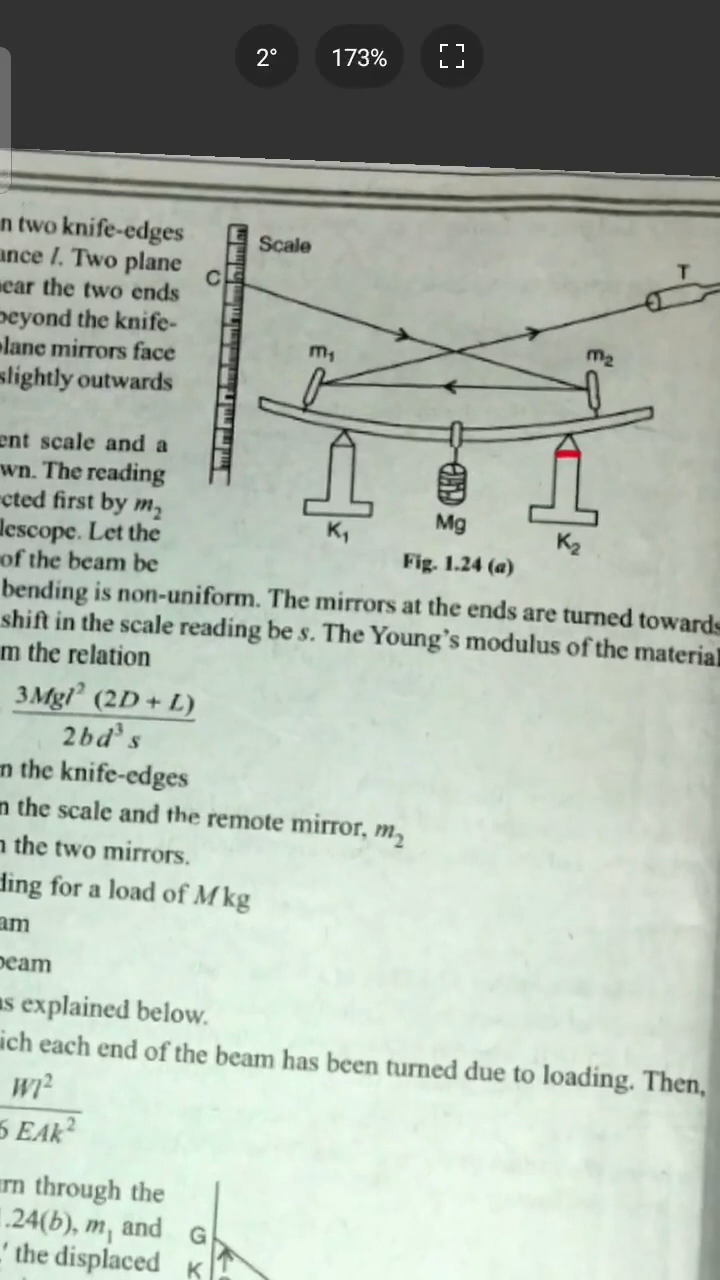 2°
173%
n two knife-edges
ance l. Two plane
ear the two ends
beyond the knife-
plane mirrors face
slightly outwards
ent scale and a
wn. The reading
cted first by m₂
lescope. Let the
of the beam be
Scale
C
T
m₁
m₂
K₁
Mg
K₂
Fig. 1.24 (a)
bending is non-uniform. The mirrors at the ends are turned towards
shift in the scale reading be s. The Young's modulus of the material
m the relation
3Mgl² (2D + L)
2bd³ s
n the knife-edges
n the scale and the remote mirror, m₂
n the two mirrors.
ding for a load of M kg
am
beam
as explained below.
ich each end of the beam has been turned due to loading. Then,
Wl²
6 EAk²
rn through the
.24(b), m₁ and
' the displaced
G
K